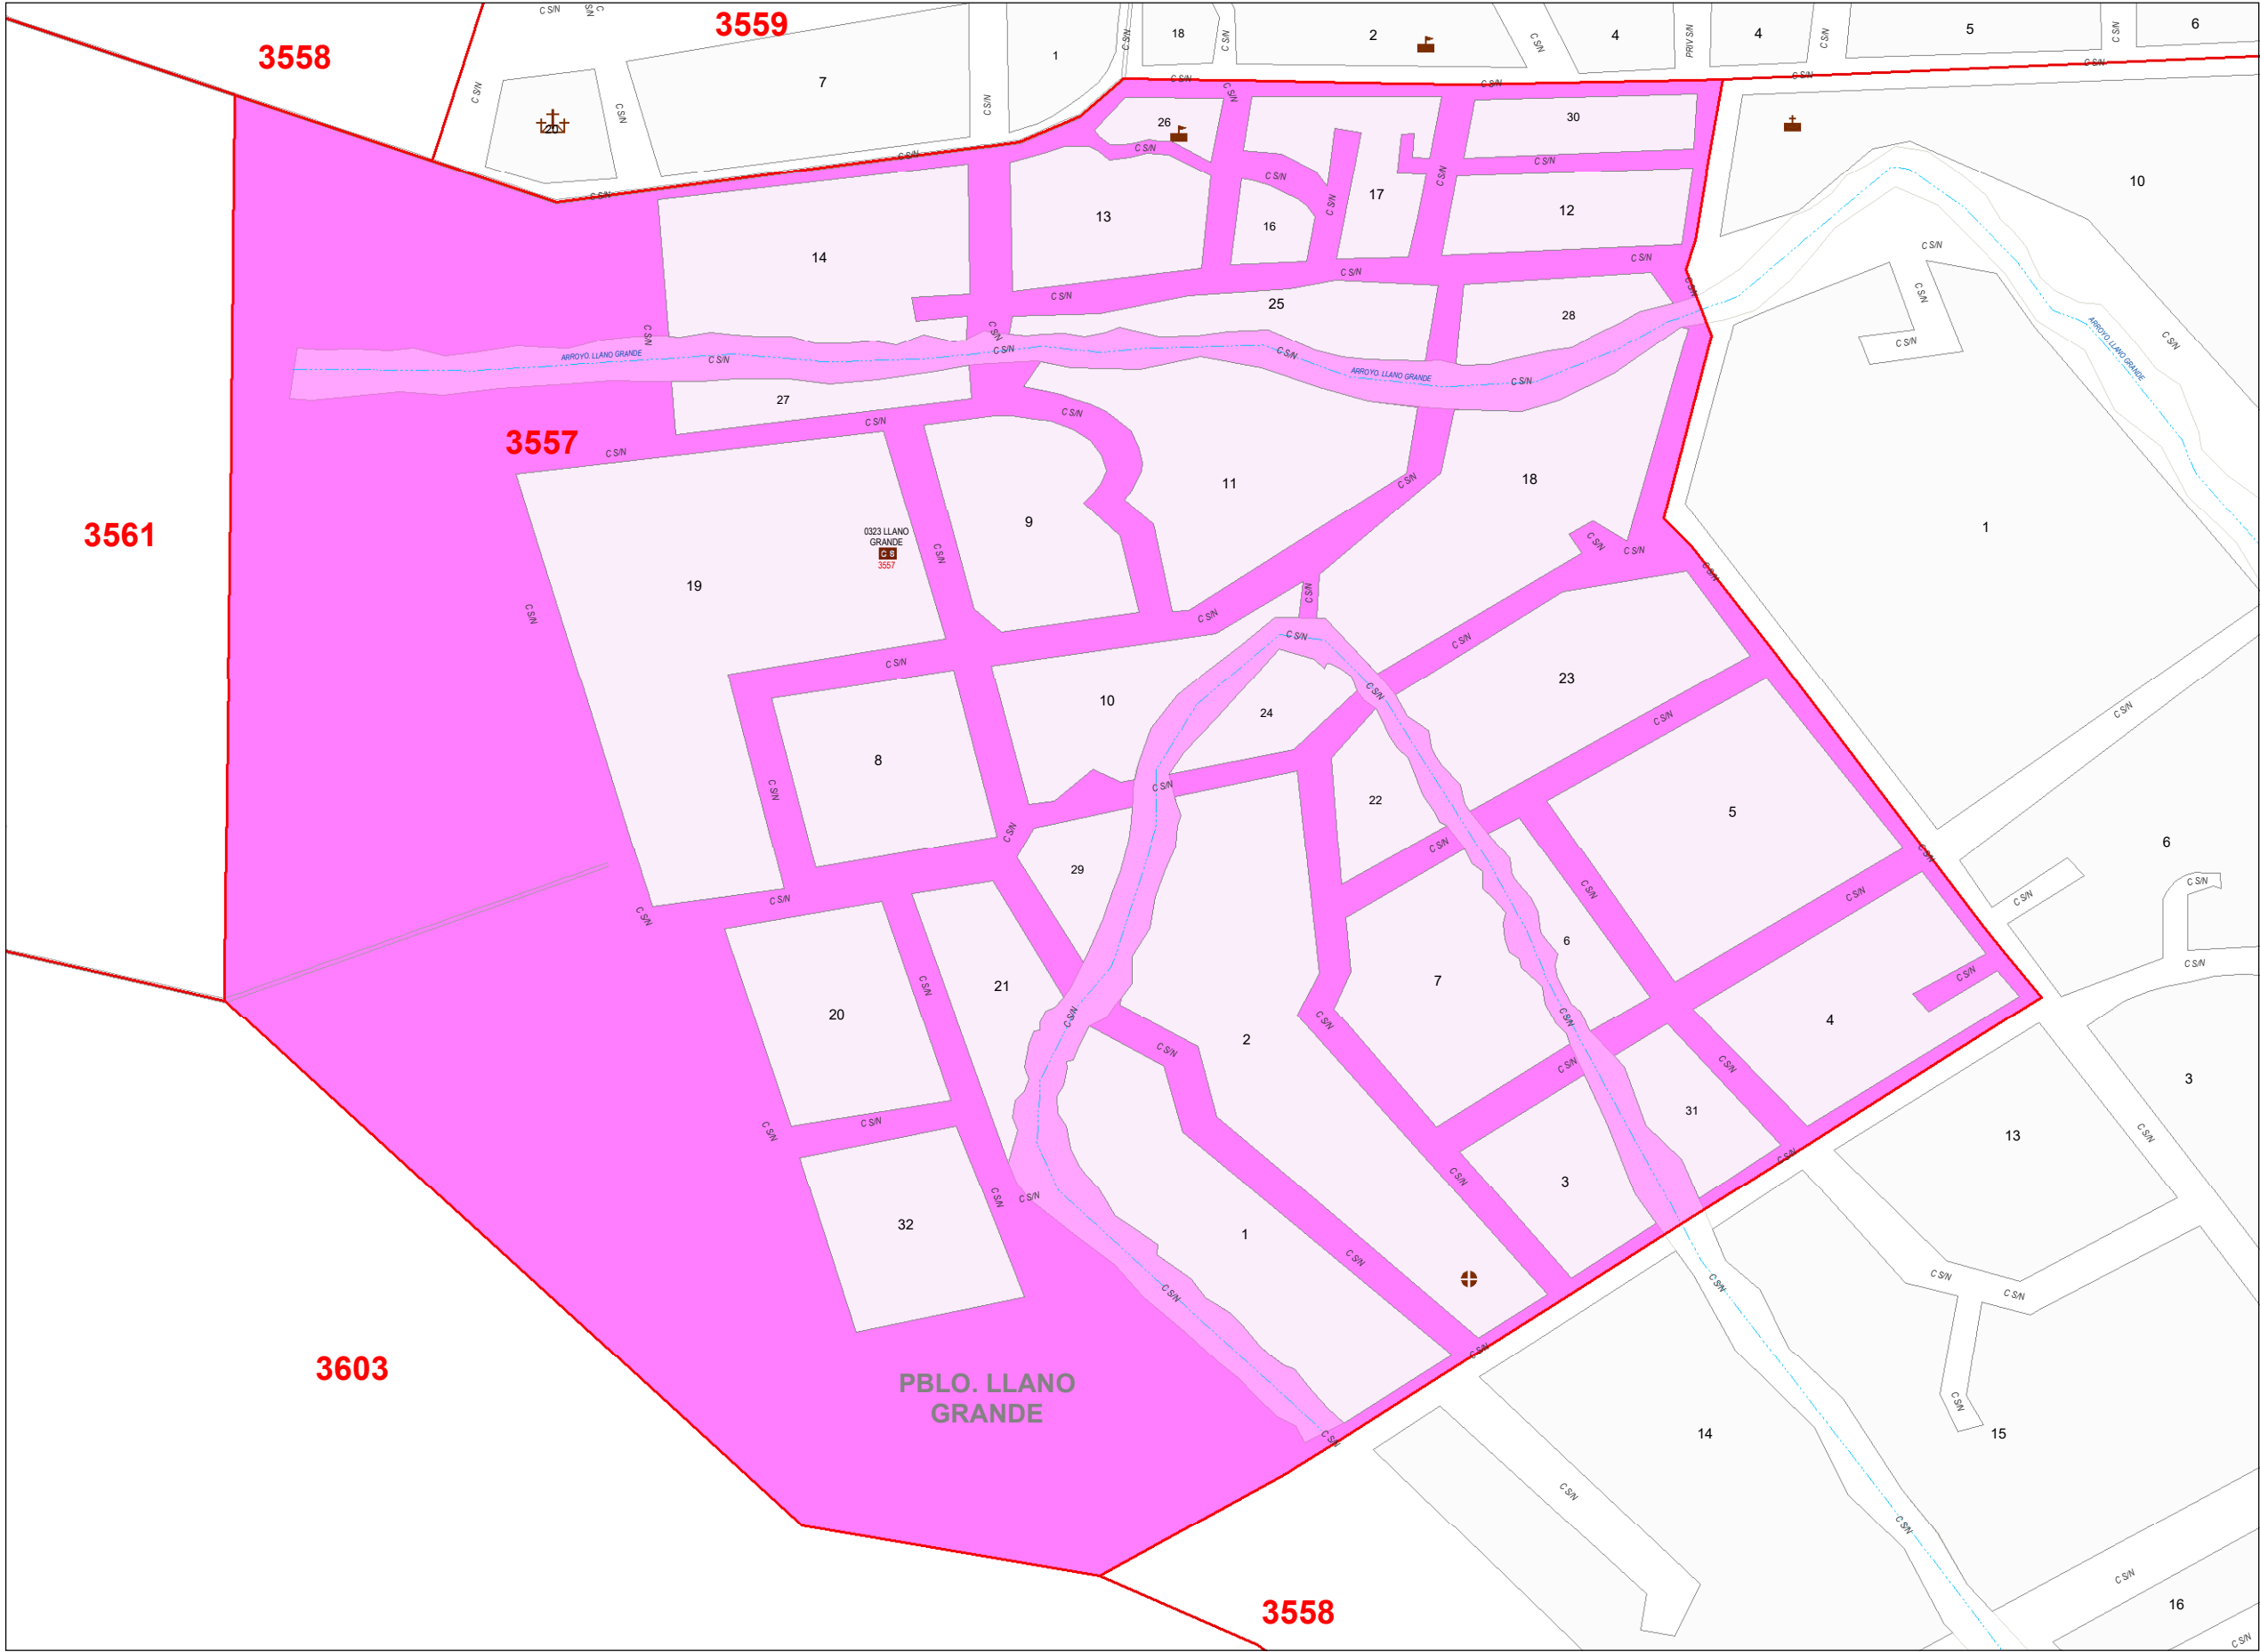 C S/N
S/N
C
3559
C S/N
18
C S/N
2
C S/N
4
PRIV S/N
4
C S/N
5
C S/N
6
3558
1
7
C S/N
C S/N
C S/N
C S/N
C S/N
C S/N
C S/N
C S/N
20
26
C S/N
30
C S/N
C S/N
C S/N
C S/N
C S/N
C S/N
10
17
C S/N
C S/N
13
16
12
14
C S/N
C S/N
C S/N
C S/N
C S/N
C S/N
25
28
C S/N
C S/N
C S/N
ARROYO. LLANO GRANDE
C S/N
C S/N
C S/N
ARROYO. LLANO GRANDE
C S/N
ARROYO. LLANO GRANDE
C S/N
C S/N
27
C S/N
C S/N
3557
C S/N
11
18
C S/N
9
1
3561
0323 LLANO
GRANDE
C S
3557
C S/N
C S/N
C S/N
C S/N
19
C S/N
C S/N
C S/N
C S/N
C S/N
C S/N
23
C S/N
10
24
C S/N
C S/N
8
C S/N
C S/N
22
5
C S/N
C S/N
C S/N
6
29
C S/N
C S/N
C S/N
C S/N
C S/N
C S/N
6
C S/N
C S/N
7
C S/N
21
20
C S/N
C S/N
C S/N
4
2
C S/N
C S/N
C S/N
3
31
C S/N
C S/N
13
C S/N
C S/N
C S/N
3
C S/N
C S/N
32
1
C S/N
C S/N
C S/N
C S/N
C S/N
C S/N
3603
PBLO. LLANO
GRANDE
C S/N
14
15
C S/N
C S/N
C S/N
C S/N
16
3558
C S/N